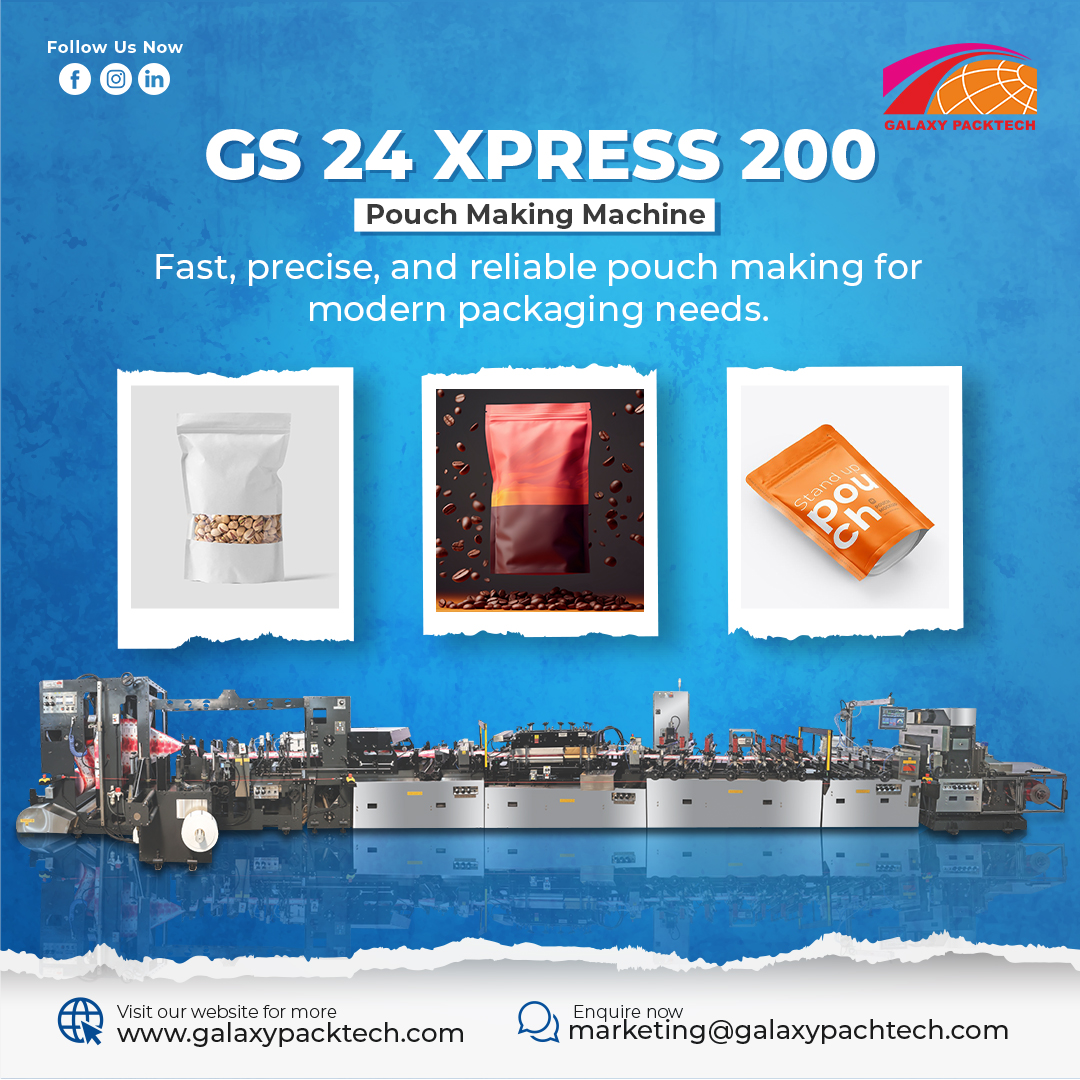 Follow Us Now
GALAXY PACKTECH
GS 24 XPRESS 200
Pouch Making Machine
Fast, precise, and reliable pouch making for
modern packaging needs.
Stand up
pou
ch
Visit our website for more
www.galaxypacktech.com
Enquire now
marketing@galaxypachtech.com